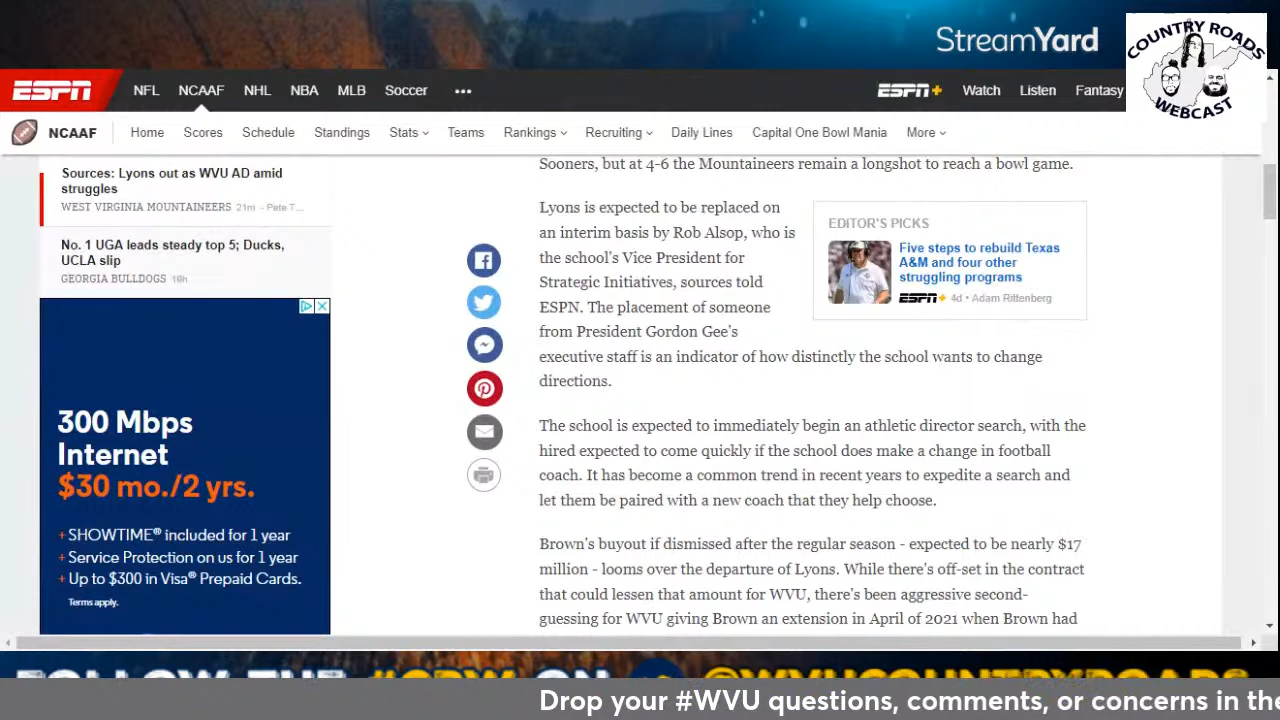 StreamYard
COUNTRY ROADS
WEBCAST
ESPN
NFL NCAAF NHL NBA MLB Soccer •••
ESPN+ Watch Listen Fantasy
NCAAF Home Scores Schedule Standings Stats Teams Rankings Recruiting Daily Lines Capital One Bowl Mania More
Sources: Lyons out as WVU AD amid
struggles
WEST VIRGINIA MOUNTAINEERS 21m - Pete T...
No. 1 UGA leads steady top 5; Ducks,
UCLA slip
GEORGIA BULLDOGS 19h
300 Mbps
Internet
$30 mo./2 yrs.
+ SHOWTIME® included for 1 year
+ Service Protection on us for 1 year
+ Up to $300 in Visa® Prepaid Cards.
Terms apply.
Sooners, but at 4-6 the Mountaineers remain a longshot to reach a bowl game.
Lyons is expected to be replaced on
an interim basis by Rob Alsop, who is
the school's Vice President for
Strategic Initiatives, sources told
ESPN. The placement of someone
from President Gordon Gee's
executive staff is an indicator of how distinctly the school wants to change
directions.
EDITOR'S PICKS
Five steps to rebuild Texas
A&M and four other
struggling programs
ESPN+ 4d • Adam Rittenberg
The school is expected to immediately begin an athletic director search, with the
hired expected to come quickly if the school does make a change in football
coach. It has become a common trend in recent years to expedite a search and
let them be paired with a new coach that they help choose.
Brown's buyout if dismissed after the regular season - expected to be nearly $17
million - looms over the departure of Lyons. While there's off-set in the contract
that could lessen that amount for WVU, there's been aggressive second-
guessing for WVU giving Brown an extension in April of 2021 when Brown had
FOLLOW THE #CRW ON @WVUCOUNTRYROADS
Drop your #WVU questions, comments, or concerns in the